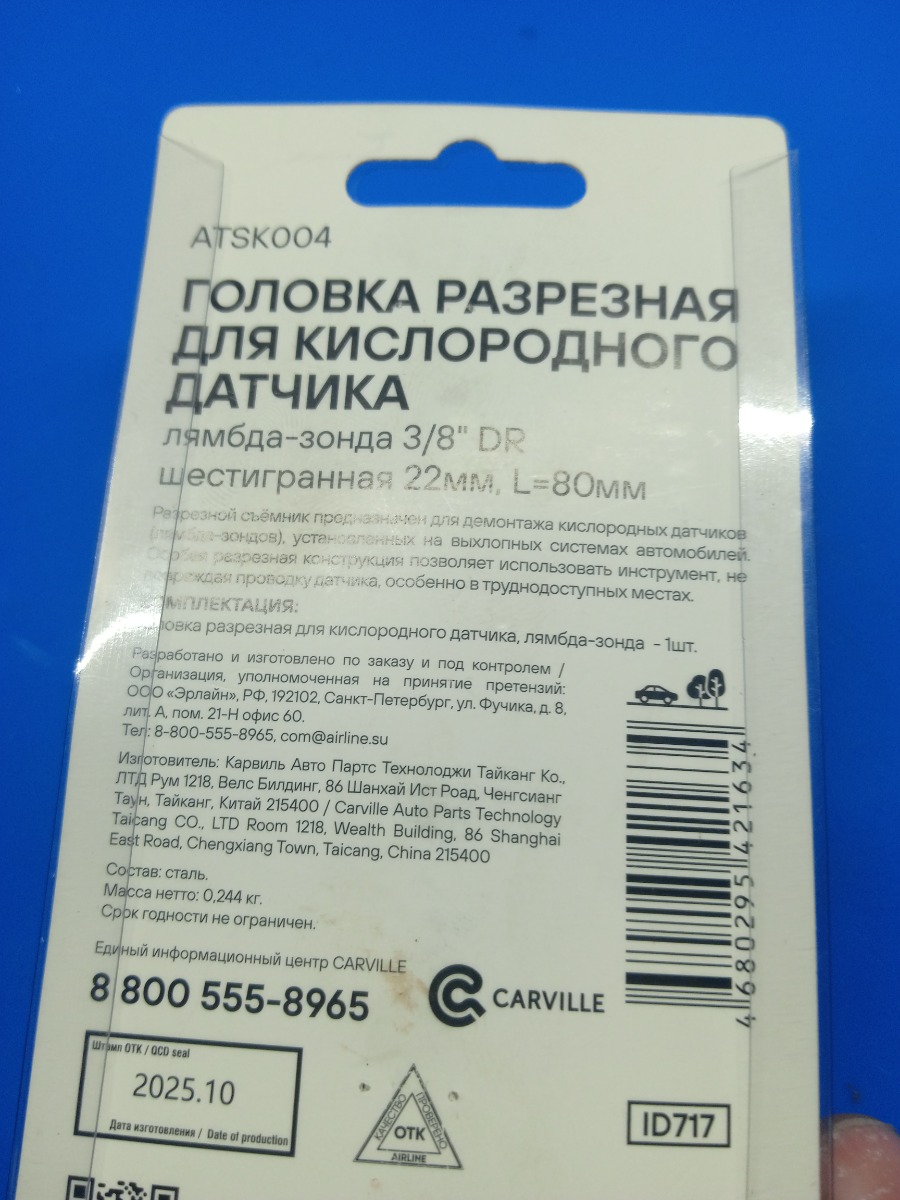 ATSK004
ГОЛОВКА РАЗРЕЗНАЯ
ДЛЯ КИСЛОРОДНОГО
ДАТЧИКА
лямбда-зонда 3/8" DR
шестигранная 22мм, L=80мм
Разрезной съёмник предназначен для демонтажа кислородных датчиков
(лямбда-зондов), установленных на выхлопных системах автомобилей.
Особая разрезная конструкция позволяет использовать инструмент, не
повреждая проводку датчика, особенно в труднодоступных местах.
КОМПЛЕКТАЦИЯ:
Головка разрезная для кислородного датчика, лямбда-зонда - 1шт.
Разработано и изготовлено по заказу и под контролем /
Организация, уполномоченная на принятие претензий:
ООО «Эрлайн», РФ, 192102, Санкт-Петербург, ул. Фучика, д. 8,
лит. А, пом. 21-Н офис 60.
Тел: 8-800-555-8965, com@airline.su
Изготовитель: Карвиль Авто Партс Технолоджи Тайканг Ко.,
ЛТД Рум 1218, Велс Билдинг, 86 Шанхай Ист Роад, Ченгсианг
Таун, Тайканг, Китай 215400 / Carville Auto Parts Technology
Taicang CO., LTD Room 1218, Wealth Building, 86 Shanghai
East Road, Chengxiang Town, Taicang, China 215400
Состав: сталь.
Масса нетто: 0,244 кг.
Срок годности не ограничен.
4680295421634
Единый информационный центр CARVILLE
8 800 555-8965
CARVILLE
Штамп ОТК / QCD seal
2025.10
Дата изготовления / Date of production
КАЧЕСТВО
ПРОВЕРЕНО
ОТК
AIRLINE
ID717